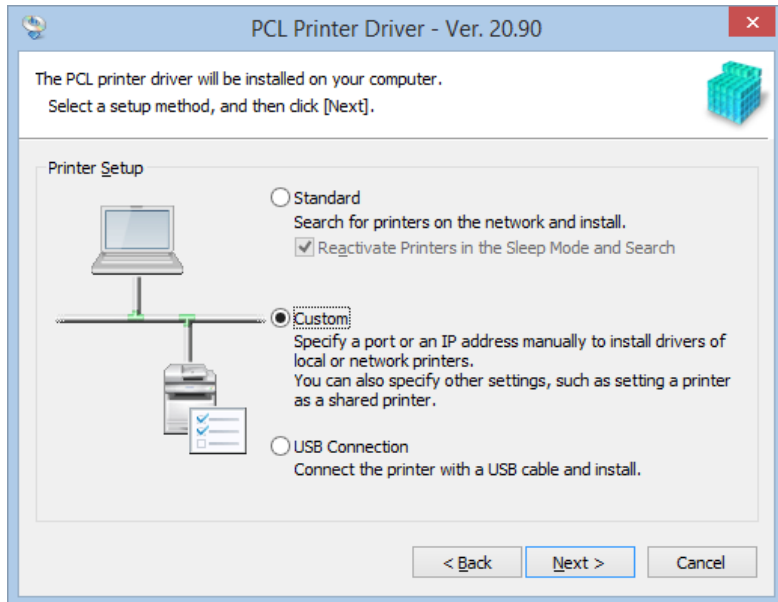 PCL Printer Driver - Ver. 20.90
The PCL printer driver will be installed on your computer.
Select a setup method, and then click [Next].
Printer Setup
Standard
Search for printers on the network and install.
Reactivate Printers in the Sleep Mode and Search
Custom
Specify a port or an IP address manually to install drivers of
local or network printers.
You can also specify other settings, such as setting a printer
as a shared printer.
USB Connection
Connect the printer with a USB cable and install.
< Back
Next >
Cancel